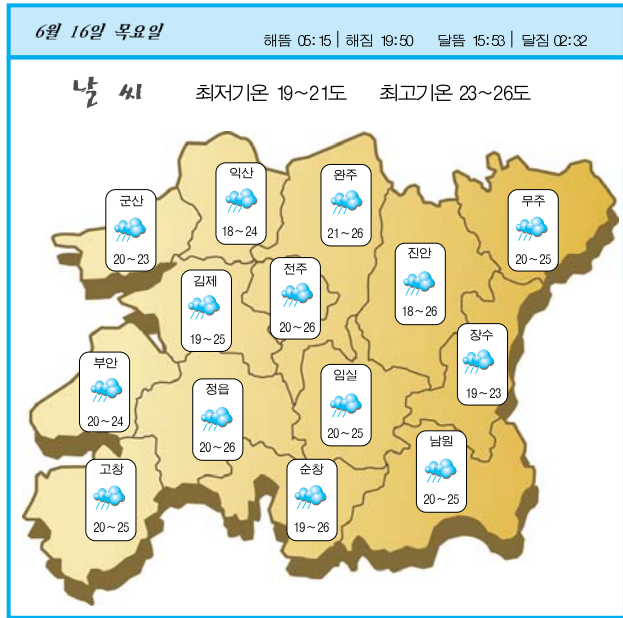 6월 16일 목요일
해뜸 05:15 | 해짐 19:50 달뜸 15:53 | 달짐 02:32
날 씨 최저기온 19~21도 최고기온 23~26도
익산
18~24
완주
21~26
군산
20~23
무주
20~25
진안
18~26
전주
20~26
김제
19~25
장수
19~23
부안
20~24
정읍
20~26
임실
20~25
남원
20~25
고창
20~25
순창
19~26